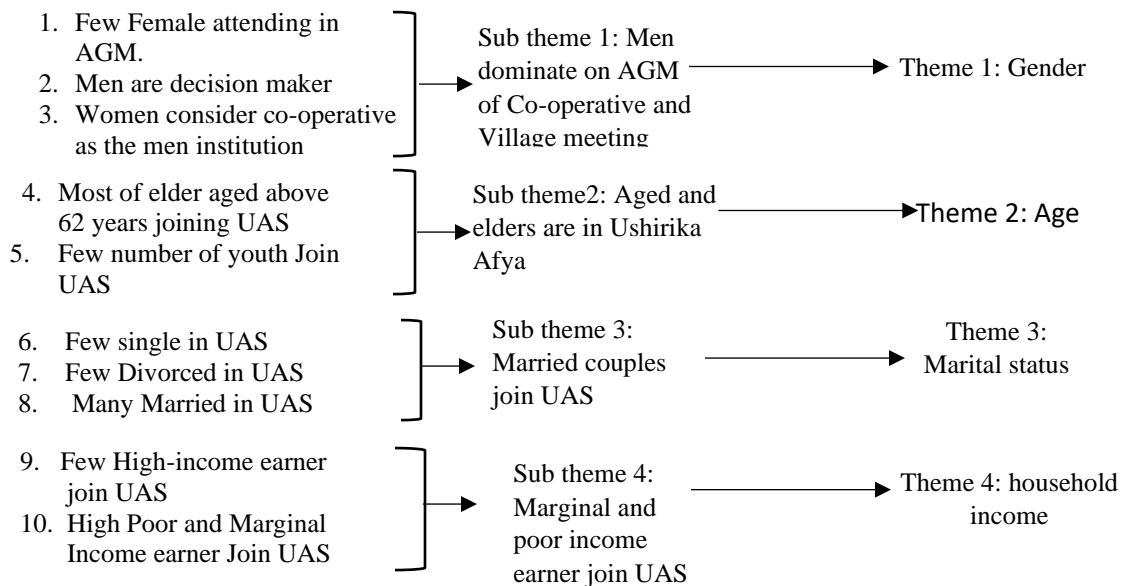 1. Few Female attending in
AGM.
2. Men are decision maker
3. Women consider co-operative
as the men institution
Sub theme 1: Men
dominate on AGM
of Co-operative and
Village meeting
Theme 1: Gender
4. Most of elder aged above
62 years joining UAS
5. Few number of youth Join
UAS
Sub theme2: Aged and
elders are in Ushirika
Afya
Theme 2: Age
6. Few single in UAS
7. Few Divorced in UAS
8. Many Married in UAS
Sub theme 3:
Married couples
join UAS
Theme 3:
Marital status
9. Few High-income earner
join UAS
10. High Poor and Marginal
Income earner Join UAS
Sub theme 4:
Marginal and
poor income
earner join UAS
Theme 4: household
income